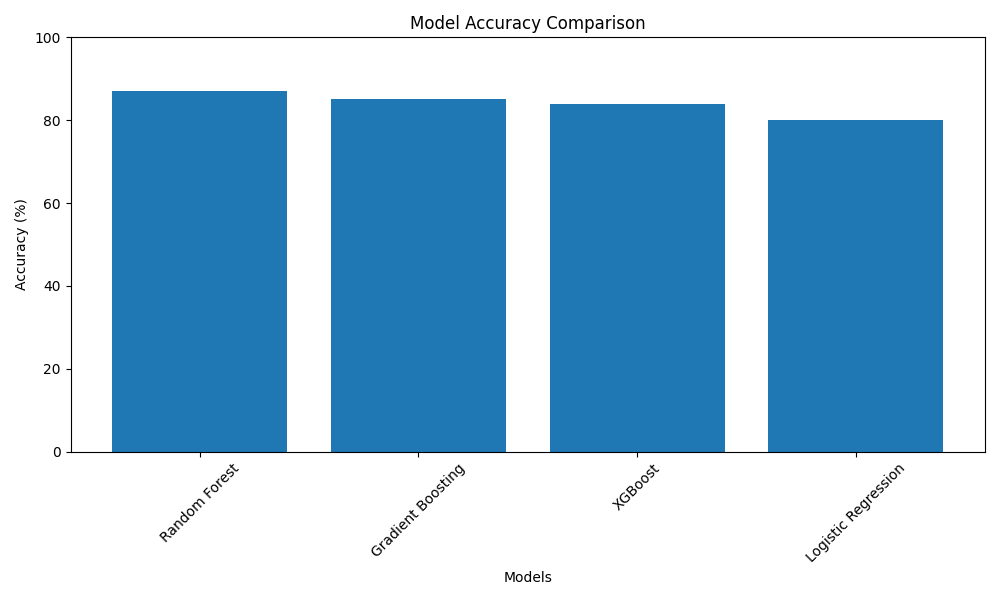 Model Accuracy Comparison
100
80
60
40
20
0
Accuracy (%)
Random Forest
Gradient Boosting
XGBoost
Logistic Regression
Models